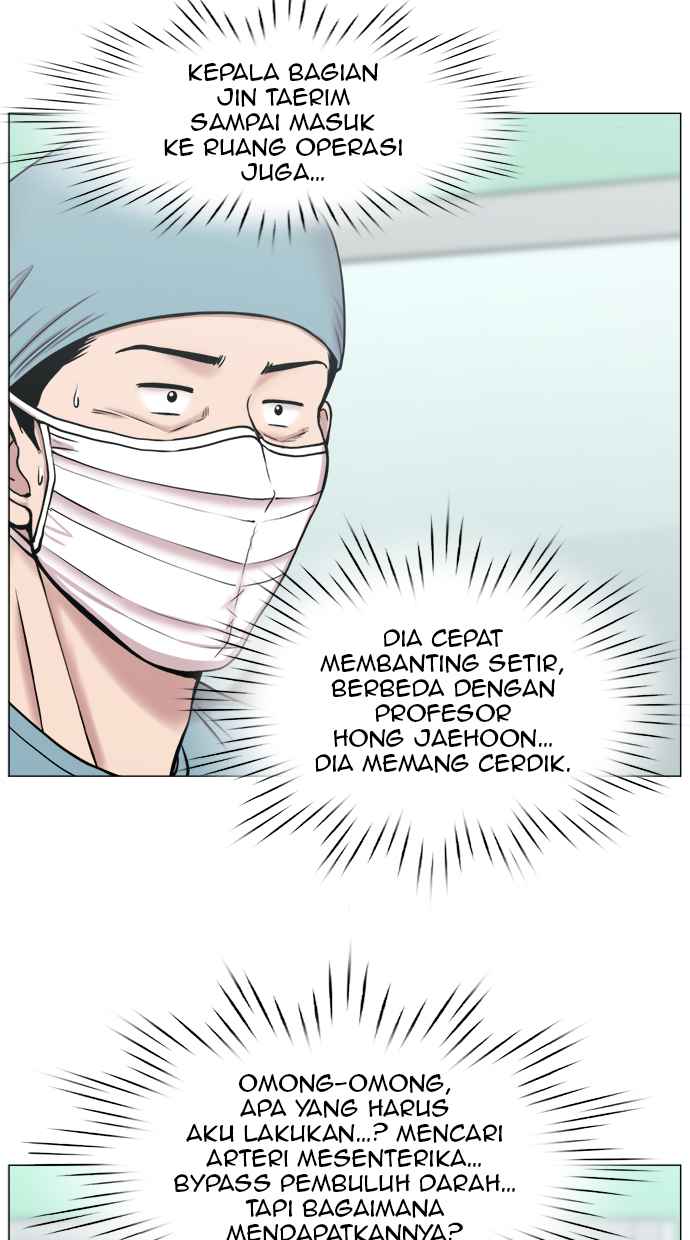 KEPALA BAGIAN
JIN TAERIM
SAMPAI MASUK
KE RUANG OPERASI
JUGA...
DIA CEPAT
MEMBANTING SETIR,
BERBEDA DENGAN
PROFESOR
HONG JAEHOON...
DIA MEMANG CERDIK.
OMONG-OMONG,
APA YANG HARUS
AKU LAKUKAN...? MENCARI
ARTERI MESENTERIKA...
BYPASS PEMBULUH DARAH...
TAPI BAGAIMANA
MENDAPATKANNYA?